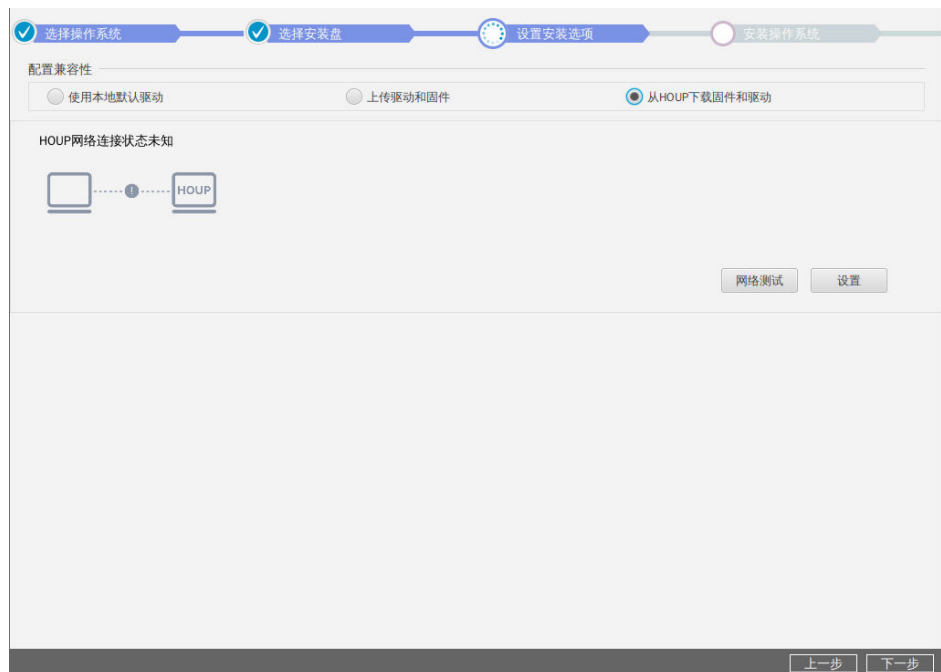 选择操作系统 选择安装盘 设置安装选项 安装操作系统
配置兼容性
使用本地默认驱动 上传驱动和固件 从HOUP下载固件和驱动
HOUP网络连接状态未知
! HOUP
网络测试 设置
上一步 下一步